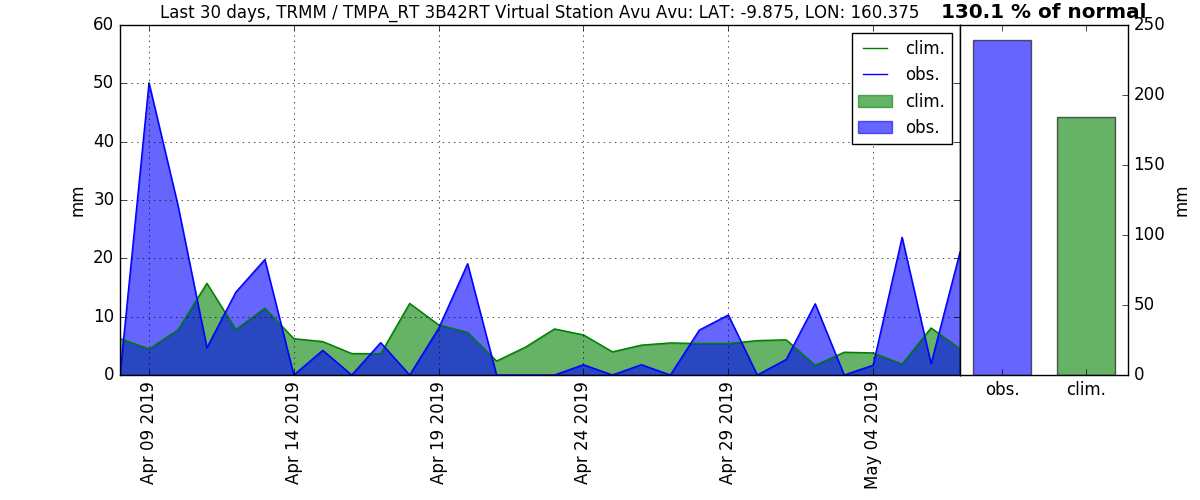 Last 30 days, TRMM / TMPA_RT 3B42RT Virtual Station Avu Avu: LAT: -9.875, LON: 160.375
130.1 % of normal
60
50
40
30
20
10
0
mm
clim.
obs.
clim.
obs.
Apr 09 2019
Apr 14 2019
Apr 19 2019
Apr 24 2019
Apr 29 2019
May 04 2019
250
200
150
100
50
0
mm
obs.
clim.